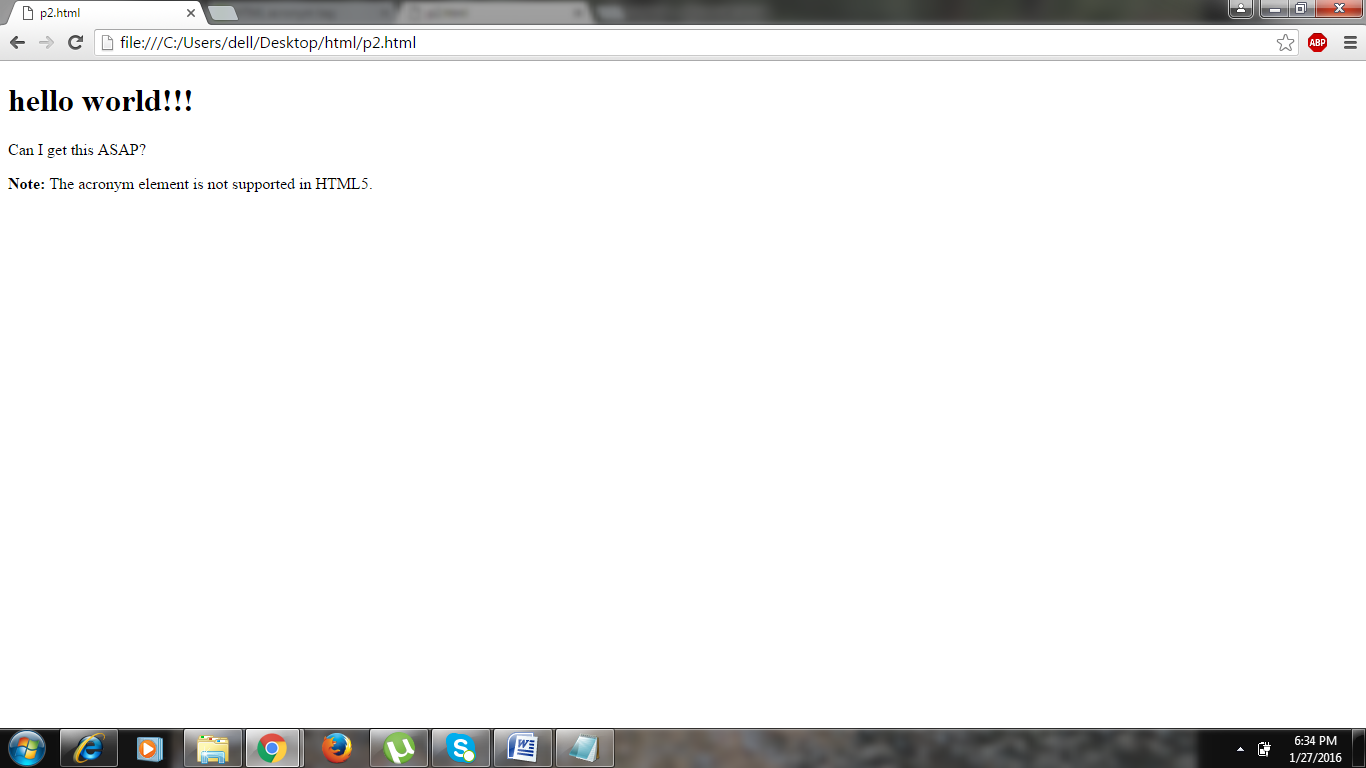 p2.html
file:///C:/Users/dell/Desktop/html/p2.html
ABP
hello world!!!
Can I get this ASAP?
Note: The acronym element is not supported in HTML5.
6:34 PM
1/27/2016